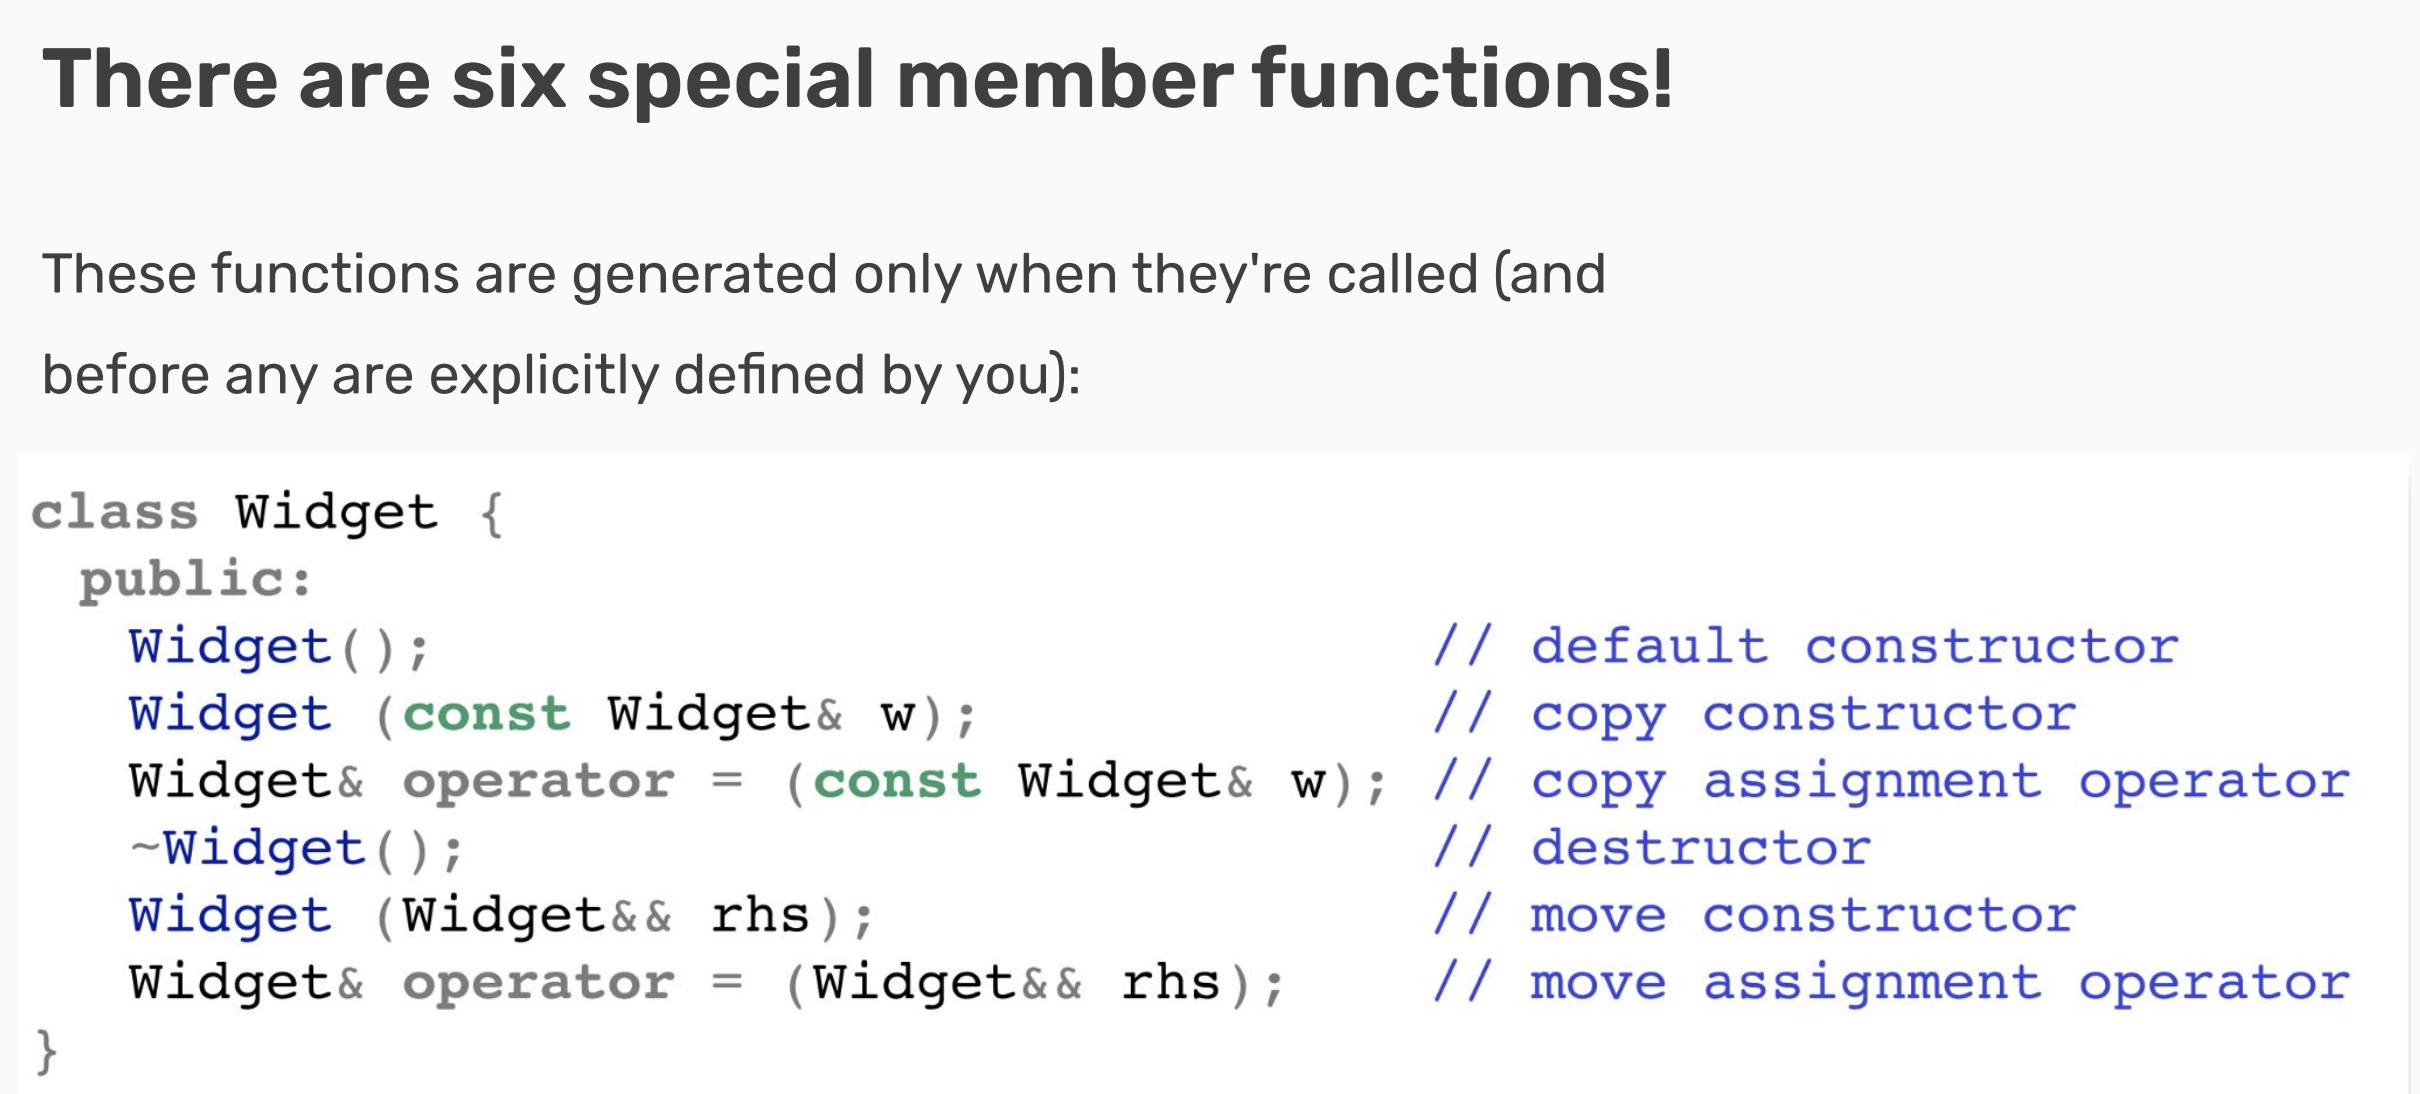 There are six special member functions!
These functions are generated only when they're called (and
before any are explicitly defined by you):
class Widget {
public:
Widget(); // default constructor
Widget (const Widget& w); // copy constructor
Widget& operator = (const Widget& w); // copy assignment operator
~Widget(); // destructor
Widget (Widget&& rhs); // move constructor
Widget& operator = (Widget&& rhs); // move assignment operator
}